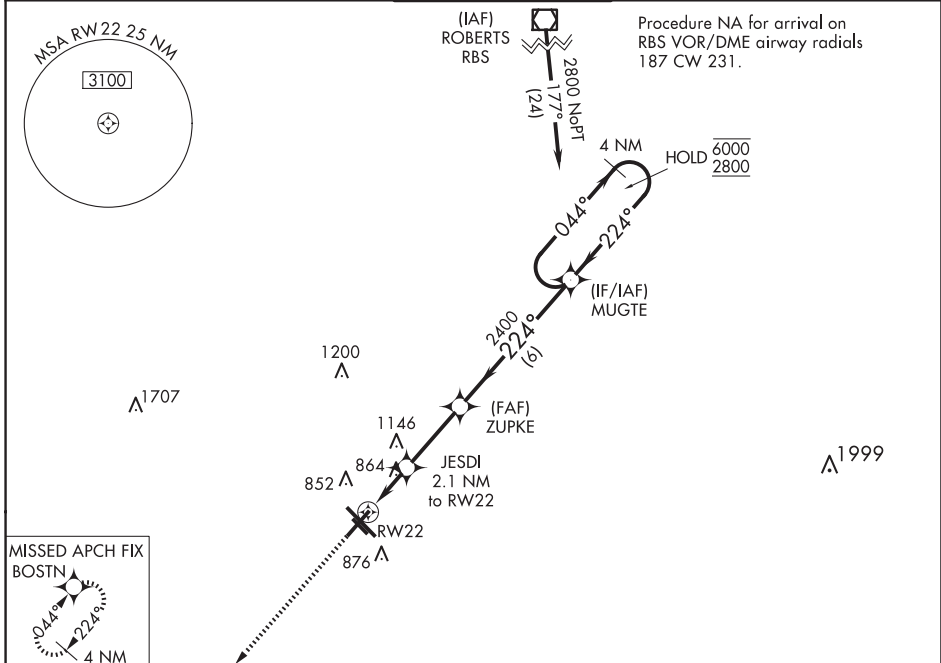 MSA RW22 25 NM
3100
(IAF)
ROBERTS
RBS
2800 NoPT
177°
(24)
Procedure NA for arrival on
RBS VOR/DME airway radials
187 CW 231.
4 NM
HOLD 6000
2800
044°
224°
(IF/IAF)
MUGTE
2400
224°
(6)
(FAF)
ZUPKE
1200
1707
1146
864
852
JESDI
2.1 NM
to RW22
1999
RW22
876
MISSED APCH FIX
BOSTN
044°
224°
4 NM